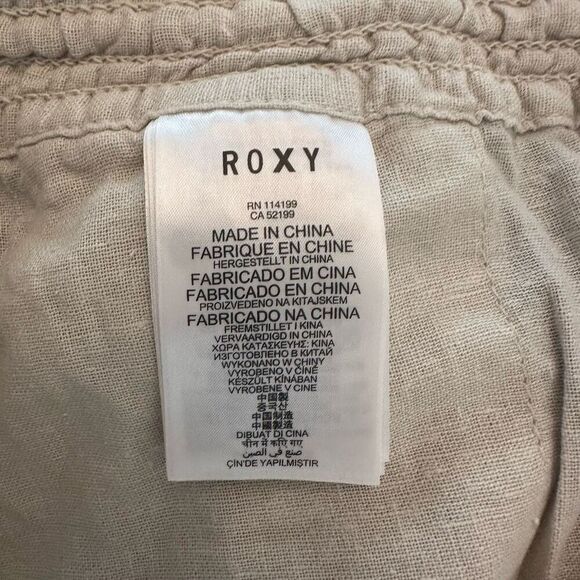 ROXY
RN 114199
CA 52199
MADE IN CHINA
FABRIQUE EN CHINE
HERGESTELLT IN CHINA
FABRICADO EM CINA
FABRICADO EN CHINA
PROIZVEDENO NA KITAJSKEM
FABRICADO NA CHINA
FREMSTILLET I KINA
VERVAARDIGD IN CHINA
ΧΩΡΑ ΚΑΤΑΣΚΕΥΗΣ: ΚΙΝΑ
ИЗГОТОВЛЕНО В КИТАЙ
WYKONANO W CHINY
VYROBENO V ČÍNĚ
KÉSZÜLT KÍNÁBAN
VYROBENE V CINE
中国製
중국산
中国制造
中國製造
DIBUAT DI CINA
चीन में किए गए
صنع في الصين
ÇİN'DE YAPILMIŞTIR